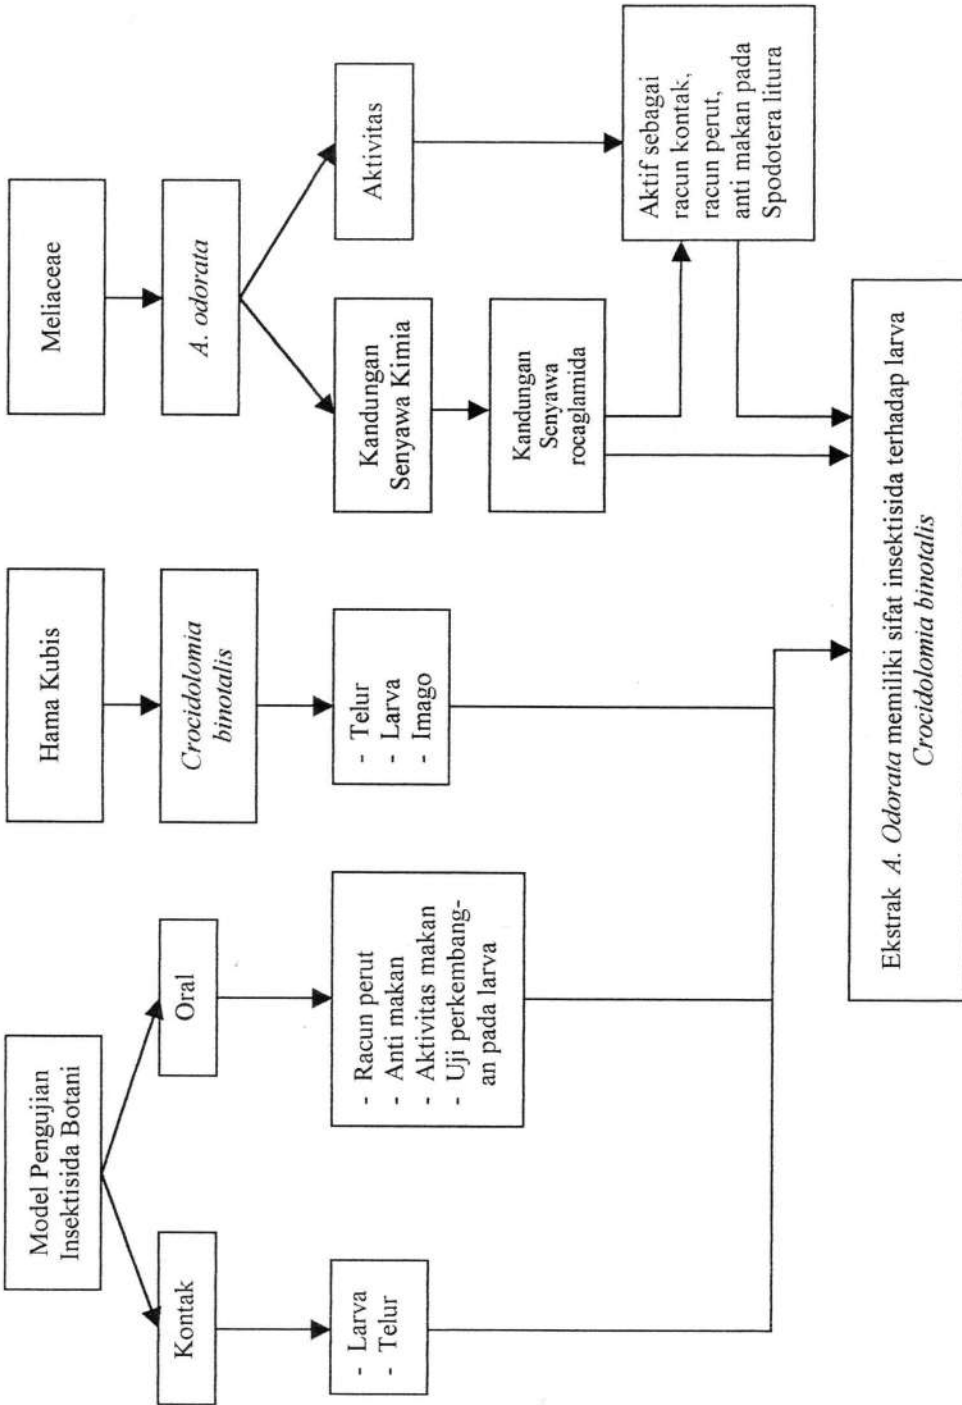 Model Pengujian
Insektisida Botani
Hama Kubis
Meliaceae
Kontak
Oral
Crocidolomia
binotalis
A. odorata
- Larva
- Telur
- Racun perut
- Anti makan
- Aktivitas makan
- Uji perkembang-
an pada larva
- Telur
- Larva
- Imago
Kandungan
Senyawa Kimia
Aktivitas
Kandungan
Senyawa
rocaglamida
Aktif sebagai
racun kontak,
racun perut,
anti makan pada
Spodotera litura
Ekstrak A. Odorata memiliki sifat insektisida terhadap larva
Crocidolomia binotalis